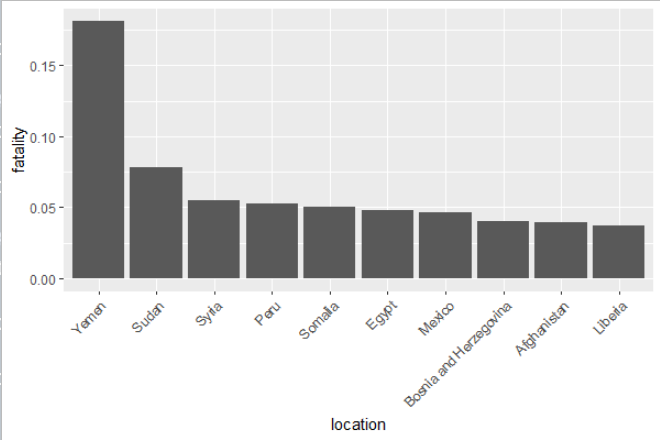 fatality
0.15
0.10
0.05
0.00
Yemen
Sudan
Syria
Peru
Somalia
Egypt
Mexico
Bosnia and Herzegovina
Afghanistan
Liberia
location